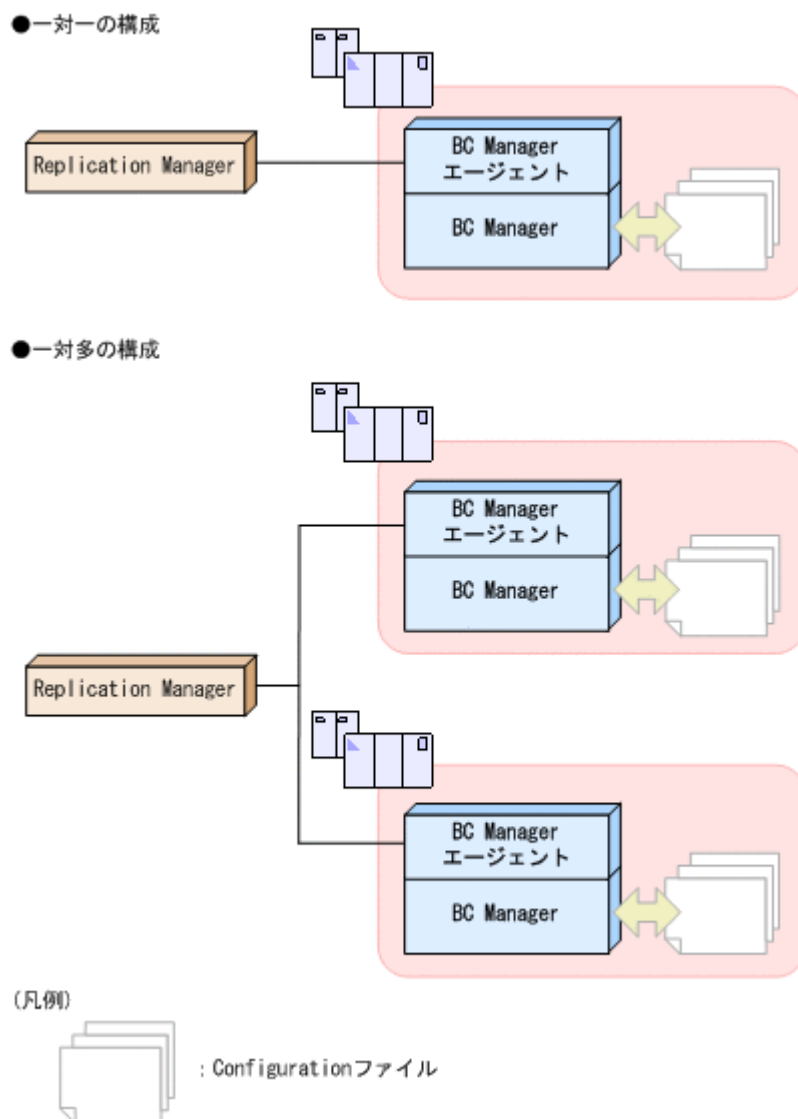 ●一対一の構成
Replication Manager
BC Manager
エージェント
BC Manager
●一対多の構成
BC Manager
エージェント
BC Manager
Replication Manager
BC Manager
エージェント
BC Manager
(凡例)
：Configurationファイル